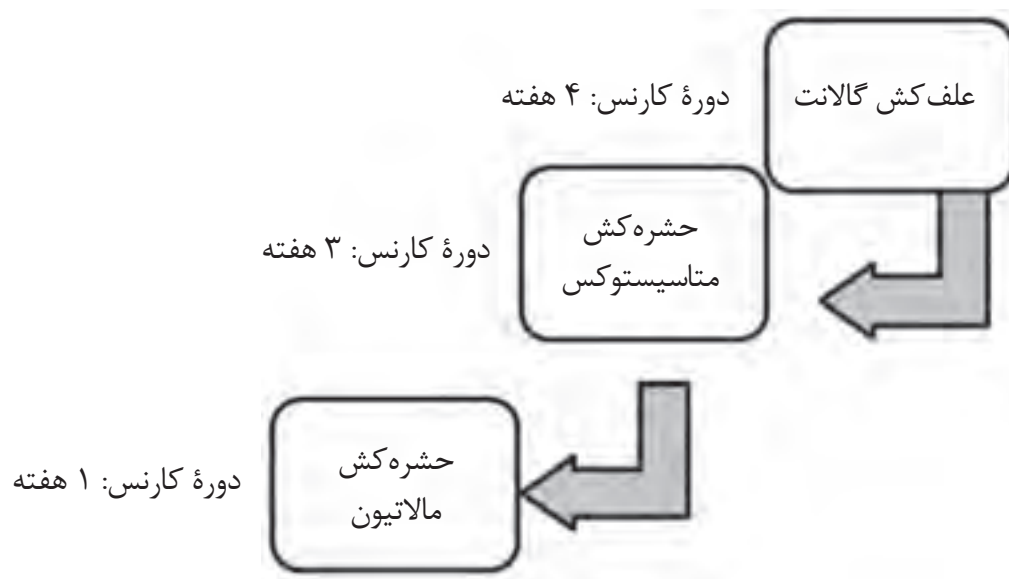 علف‌کش گالانت
دورهٔ کارنس: ۴ هفته
حشره‌کش
متاسیستوکس
دورهٔ کارنس: ۳ هفته
حشره‌کش
مالاتیون
دورهٔ کارنس: ۱ هفته